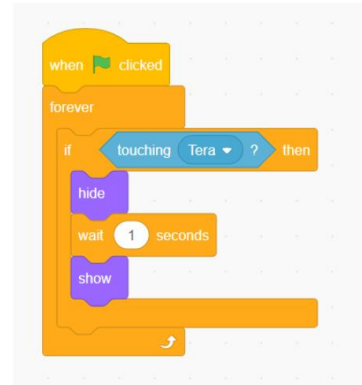 when clicked
forever
if touching Tera ? then
hide
wait 1 seconds
show